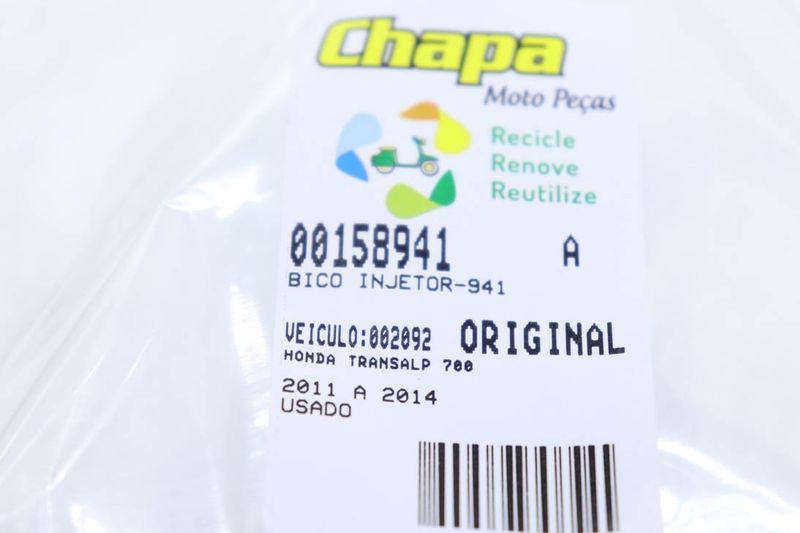 Chapa
Moto Peças
Recicle
Renove
Reutilize
00158941 A
BICO INJETOR-941
VEICULO:002092 ORIGINAL
HONDA TRANSALP 700
2011 A 2014
USADO